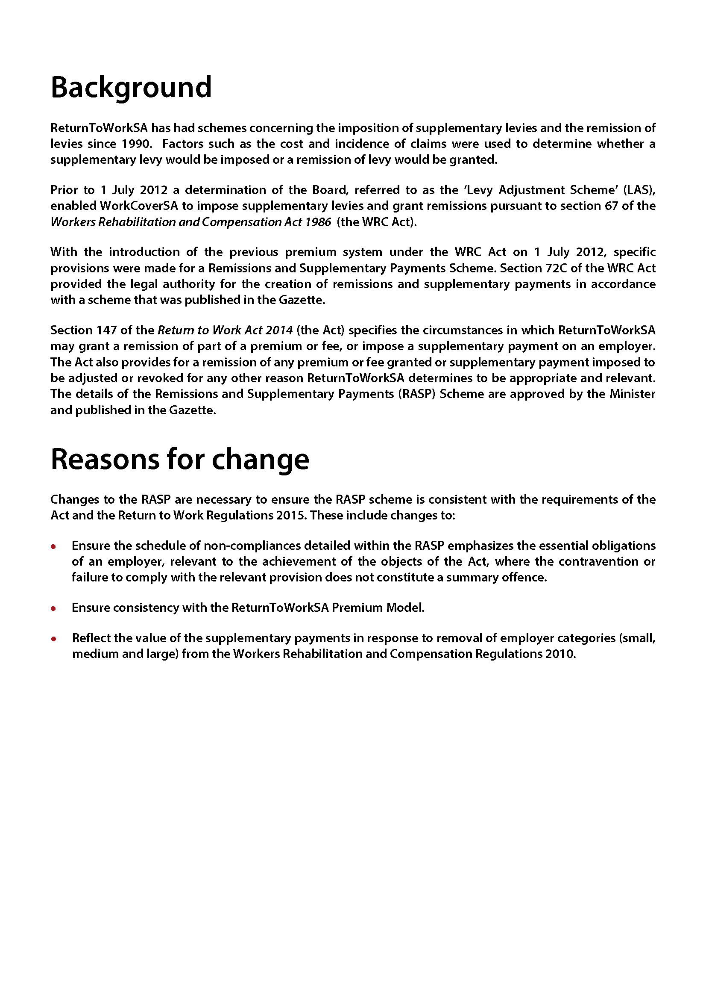 Background
ReturnToWorkSA has had schemes concerning the imposition of supplementary levies and the remission of
levies since 1990.  Factors such as the cost and incidence of claims were used to determine whether a
supplementary levy would be imposed or a remission of levy would be granted.
Prior to 1 July 2012 a determination of the Board, referred to as the ‘Levy Adjustment Scheme’ (LAS),
enabled WorkCoverSA to impose supplementary levies and grant remissions pursuant to section 67 of the
Workers Rehabilitation and Compensation Act 1986  (the WRC Act).
With the introduction of the previous premium system under the WRC Act on 1 July 2012, specific
provisions were made for a Remissions and Supplementary Payments Scheme. Section 72C of the WRC Act
provided the legal authority for the creation of remissions and supplementary payments in accordance
with a scheme that was published in the Gazette.
Section 147 of the Return to Work Act 2014 (the Act) specifies the circumstances in which ReturnToWorkSA
may grant a remission of part of a premium or fee, or impose a supplementary payment on an employer.
The Act also provides for a remission of any premium or fee granted or supplementary payment imposed to
be adjusted or revoked for any other reason ReturnToWorkSA determines to be appropriate and relevant.
The details of the Remissions and Supplementary Payments (RASP) Scheme are approved by the Minister
and published in the Gazette.
Reasons for change
Changes to the RASP are necessary to ensure the RASP scheme is consistent with the requirements of the
Act and the Return to Work Regulations 2015. These include changes to:
• Ensure the schedule of non-compliances detailed within the RASP emphasizes the essential obligations
of an employer, relevant to the achievement of the objects of the Act, where the contravention or
failure to comply with the relevant provision does not constitute a summary offence.
• Ensure consistency with the ReturnToWorkSA Premium Model.
• Reflect the value of the supplementary payments in response to removal of employer categories (small,
medium and large) from the Workers Rehabilitation and Compensation Regulations 2010.